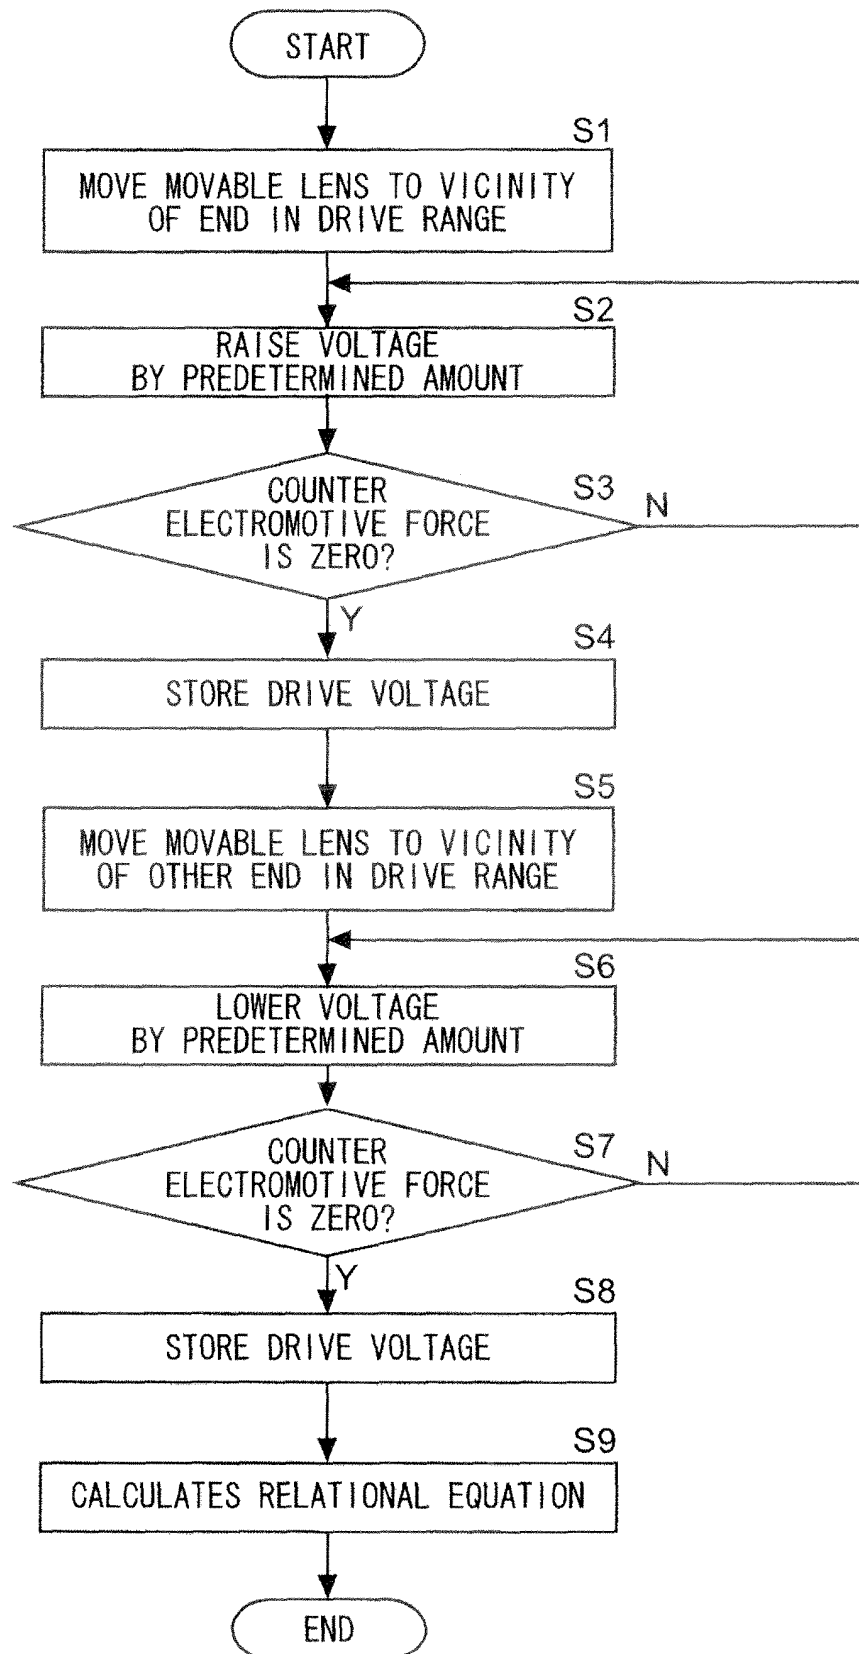 START
S1
MOVE MOVABLE LENS TO VICINITY
OF END IN DRIVE RANGE
S2
RAISE VOLTAGE
BY PREDETERMINED AMOUNT
S3
COUNTER
ELECTROMOTIVE FORCE
IS ZERO?
N
Y
S4
STORE DRIVE VOLTAGE
S5
MOVE MOVABLE LENS TO VICINITY
OF OTHER END IN DRIVE RANGE
S6
LOWER VOLTAGE
BY PREDETERMINED AMOUNT
S7
COUNTER
ELECTROMOTIVE FORCE
IS ZERO?
N
Y
S8
STORE DRIVE VOLTAGE
S9
CALCULATES RELATIONAL EQUATION
END